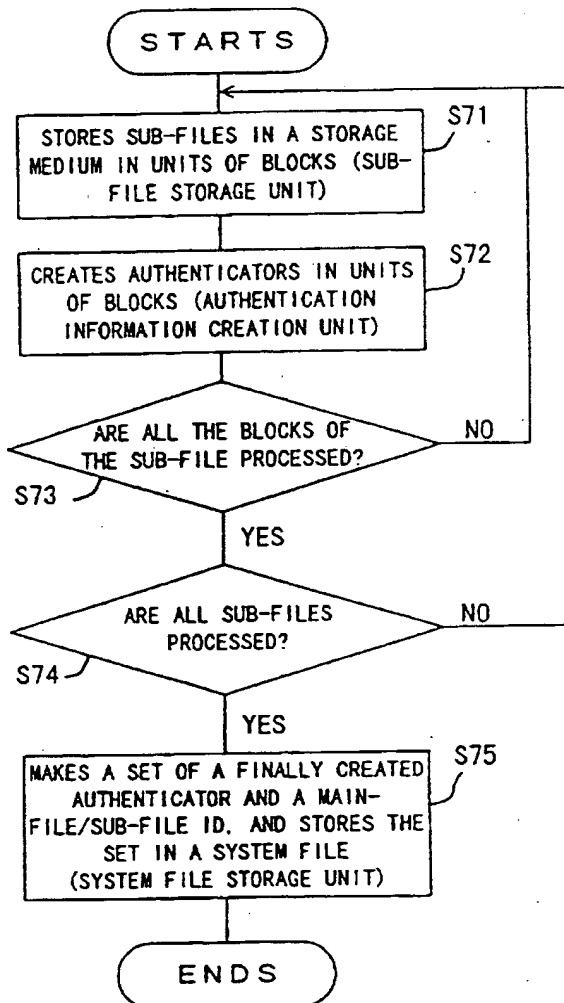 STARTS
STORES SUB-FILES IN A STORAGE
MEDIUM IN UNITS OF BLOCKS (SUB-
FILE STORAGE UNIT)
S71
CREATES AUTHENTICATORS IN UNITS
OF BLOCKS (AUTHENTICATION
INFORMATION CREATION UNIT)
S72
ARE ALL THE BLOCKS OF
THE SUB-FILE PROCESSED?
NO
S73
YES
ARE ALL SUB-FILES
PROCESSED?
NO
S74
YES
MAKES A SET OF A FINALLY CREATED
AUTHENTICATOR AND A MAIN-
FILE/SUB-FILE ID, AND STORES THE
SET IN A SYSTEM FILE
(SYSTEM FILE STORAGE UNIT)
S75
ENDS